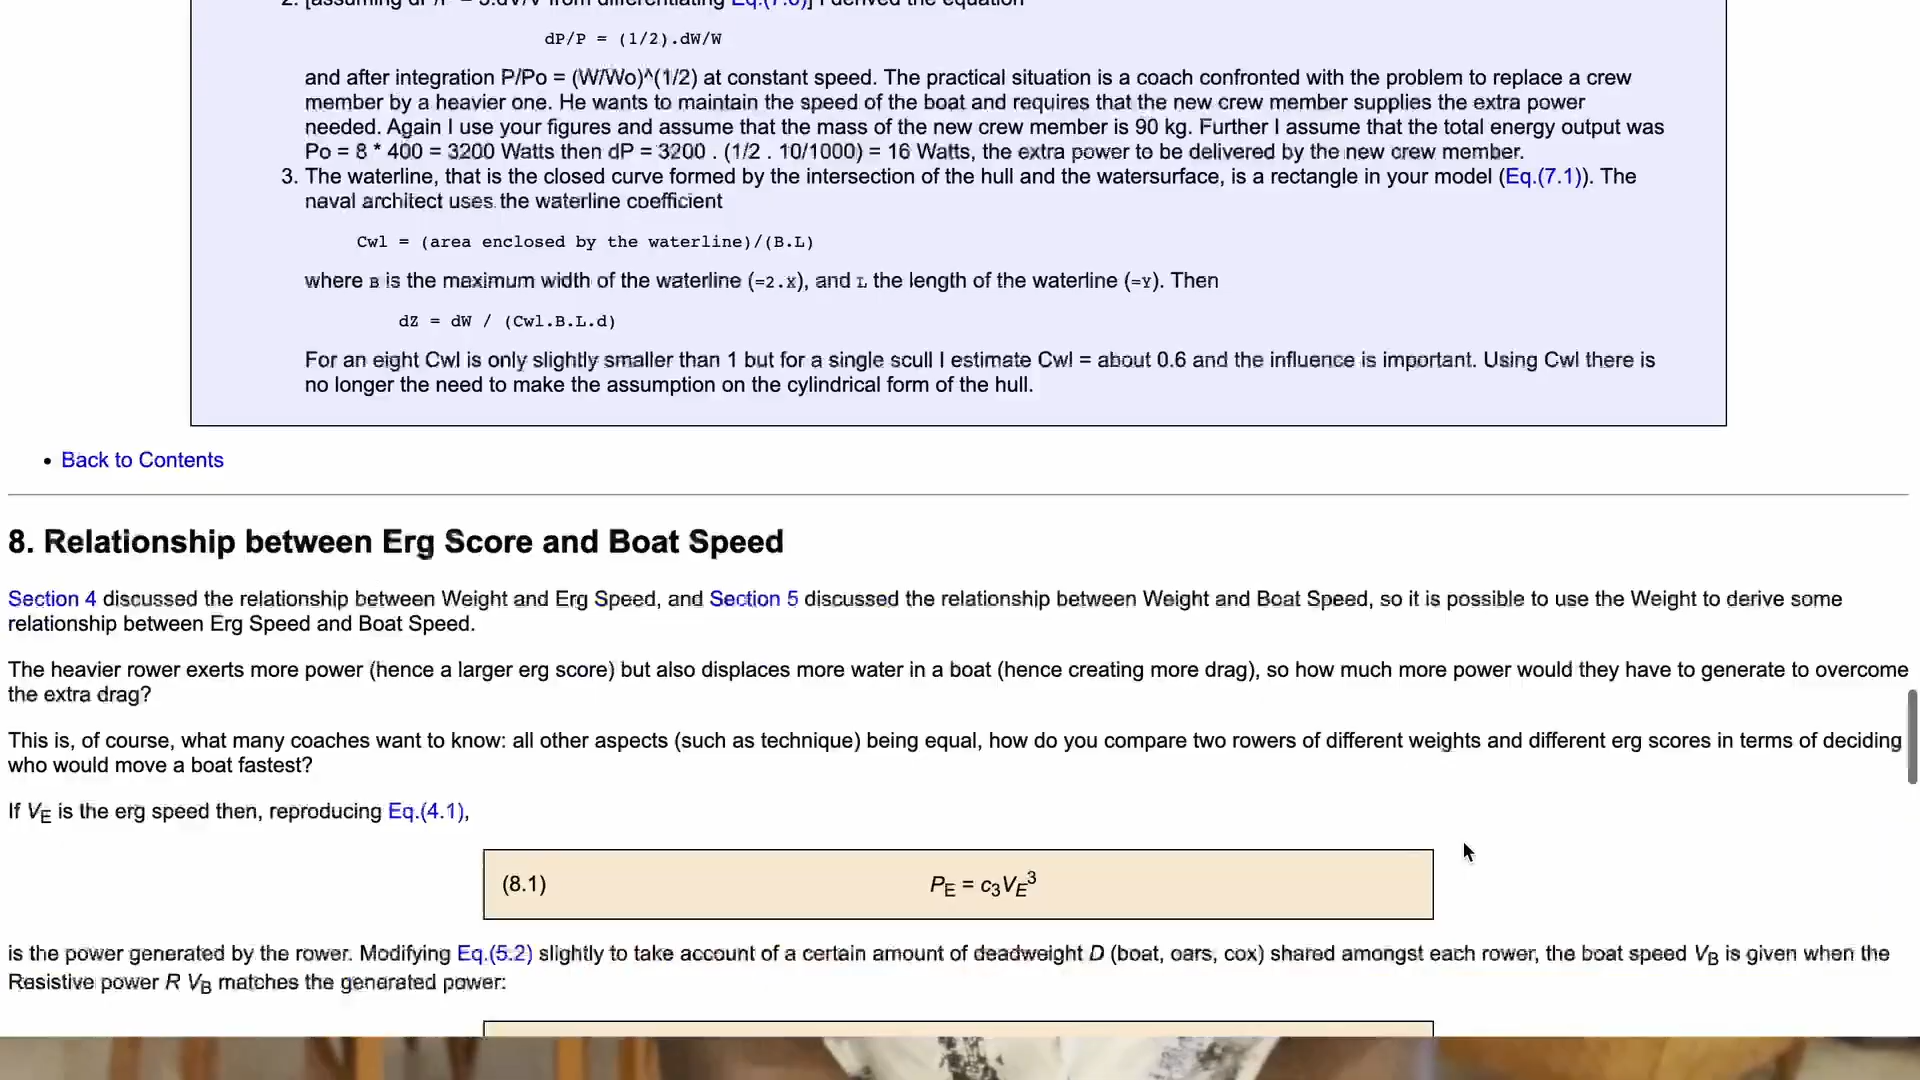 2. [assuming dP/P = 3.dV/V from differentiating Eq.(7.6)] I derived the equation
dP/P = (1/2).dW/W
and after integration P/Po = (W/Wo)^(1/2) at constant speed. The practical situation is a coach confronted with the problem to replace a crew
member by a heavier one. He wants to maintain the speed of the boat and requires that the new crew member supplies the extra power
needed. Again I use your figures and assume that the mass of the new crew member is 90 kg. Further I assume that the total energy output was
Po = 8 * 400 = 3200 Watts then dP = 3200 . (1/2 . 10/1000) = 16 Watts, the extra power to be delivered by the new crew member.
3. The waterline, that is the closed curve formed by the intersection of the hull and the watersurface, is a rectangle in your model (Eq.(7.1)). The
naval architect uses the waterline coefficient
Cwl = (area enclosed by the waterline)/(B.L)
where B is the maximum width of the waterline (=2.X), and L the length of the waterline (=Y). Then
dZ = dW / (Cwl.B.L.d)
For an eight Cwl is only slightly smaller than 1 but for a single scull I estimate Cwl = about 0.6 and the influence is important. Using Cwl there is
no longer the need to make the assumption on the cylindrical form of the hull.
• Back to Contents
8. Relationship between Erg Score and Boat Speed
Section 4 discussed the relationship between Weight and Erg Speed, and Section 5 discussed the relationship between Weight and Boat Speed, so it is possible to use the Weight to derive some
relationship between Erg Speed and Boat Speed.
The heavier rower exerts more power (hence a larger erg score) but also displaces more water in a boat (hence creating more drag), so how much more power would they have to generate to overcome
the extra drag?
This is, of course, what many coaches want to know: all other aspects (such as technique) being equal, how do you compare two rowers of different weights and different erg scores in terms of deciding
who would move a boat fastest?
If VE is the erg speed then, reproducing Eq.(4.1),
(8.1) PE = c3VE3
is the power generated by the rower. Modifying Eq.(5.2) slightly to take account of a certain amount of deadweight D (boat, oars, cox) shared amongst each rower, the boat speed VB is given when the
Resistive power R VB matches the generated power: